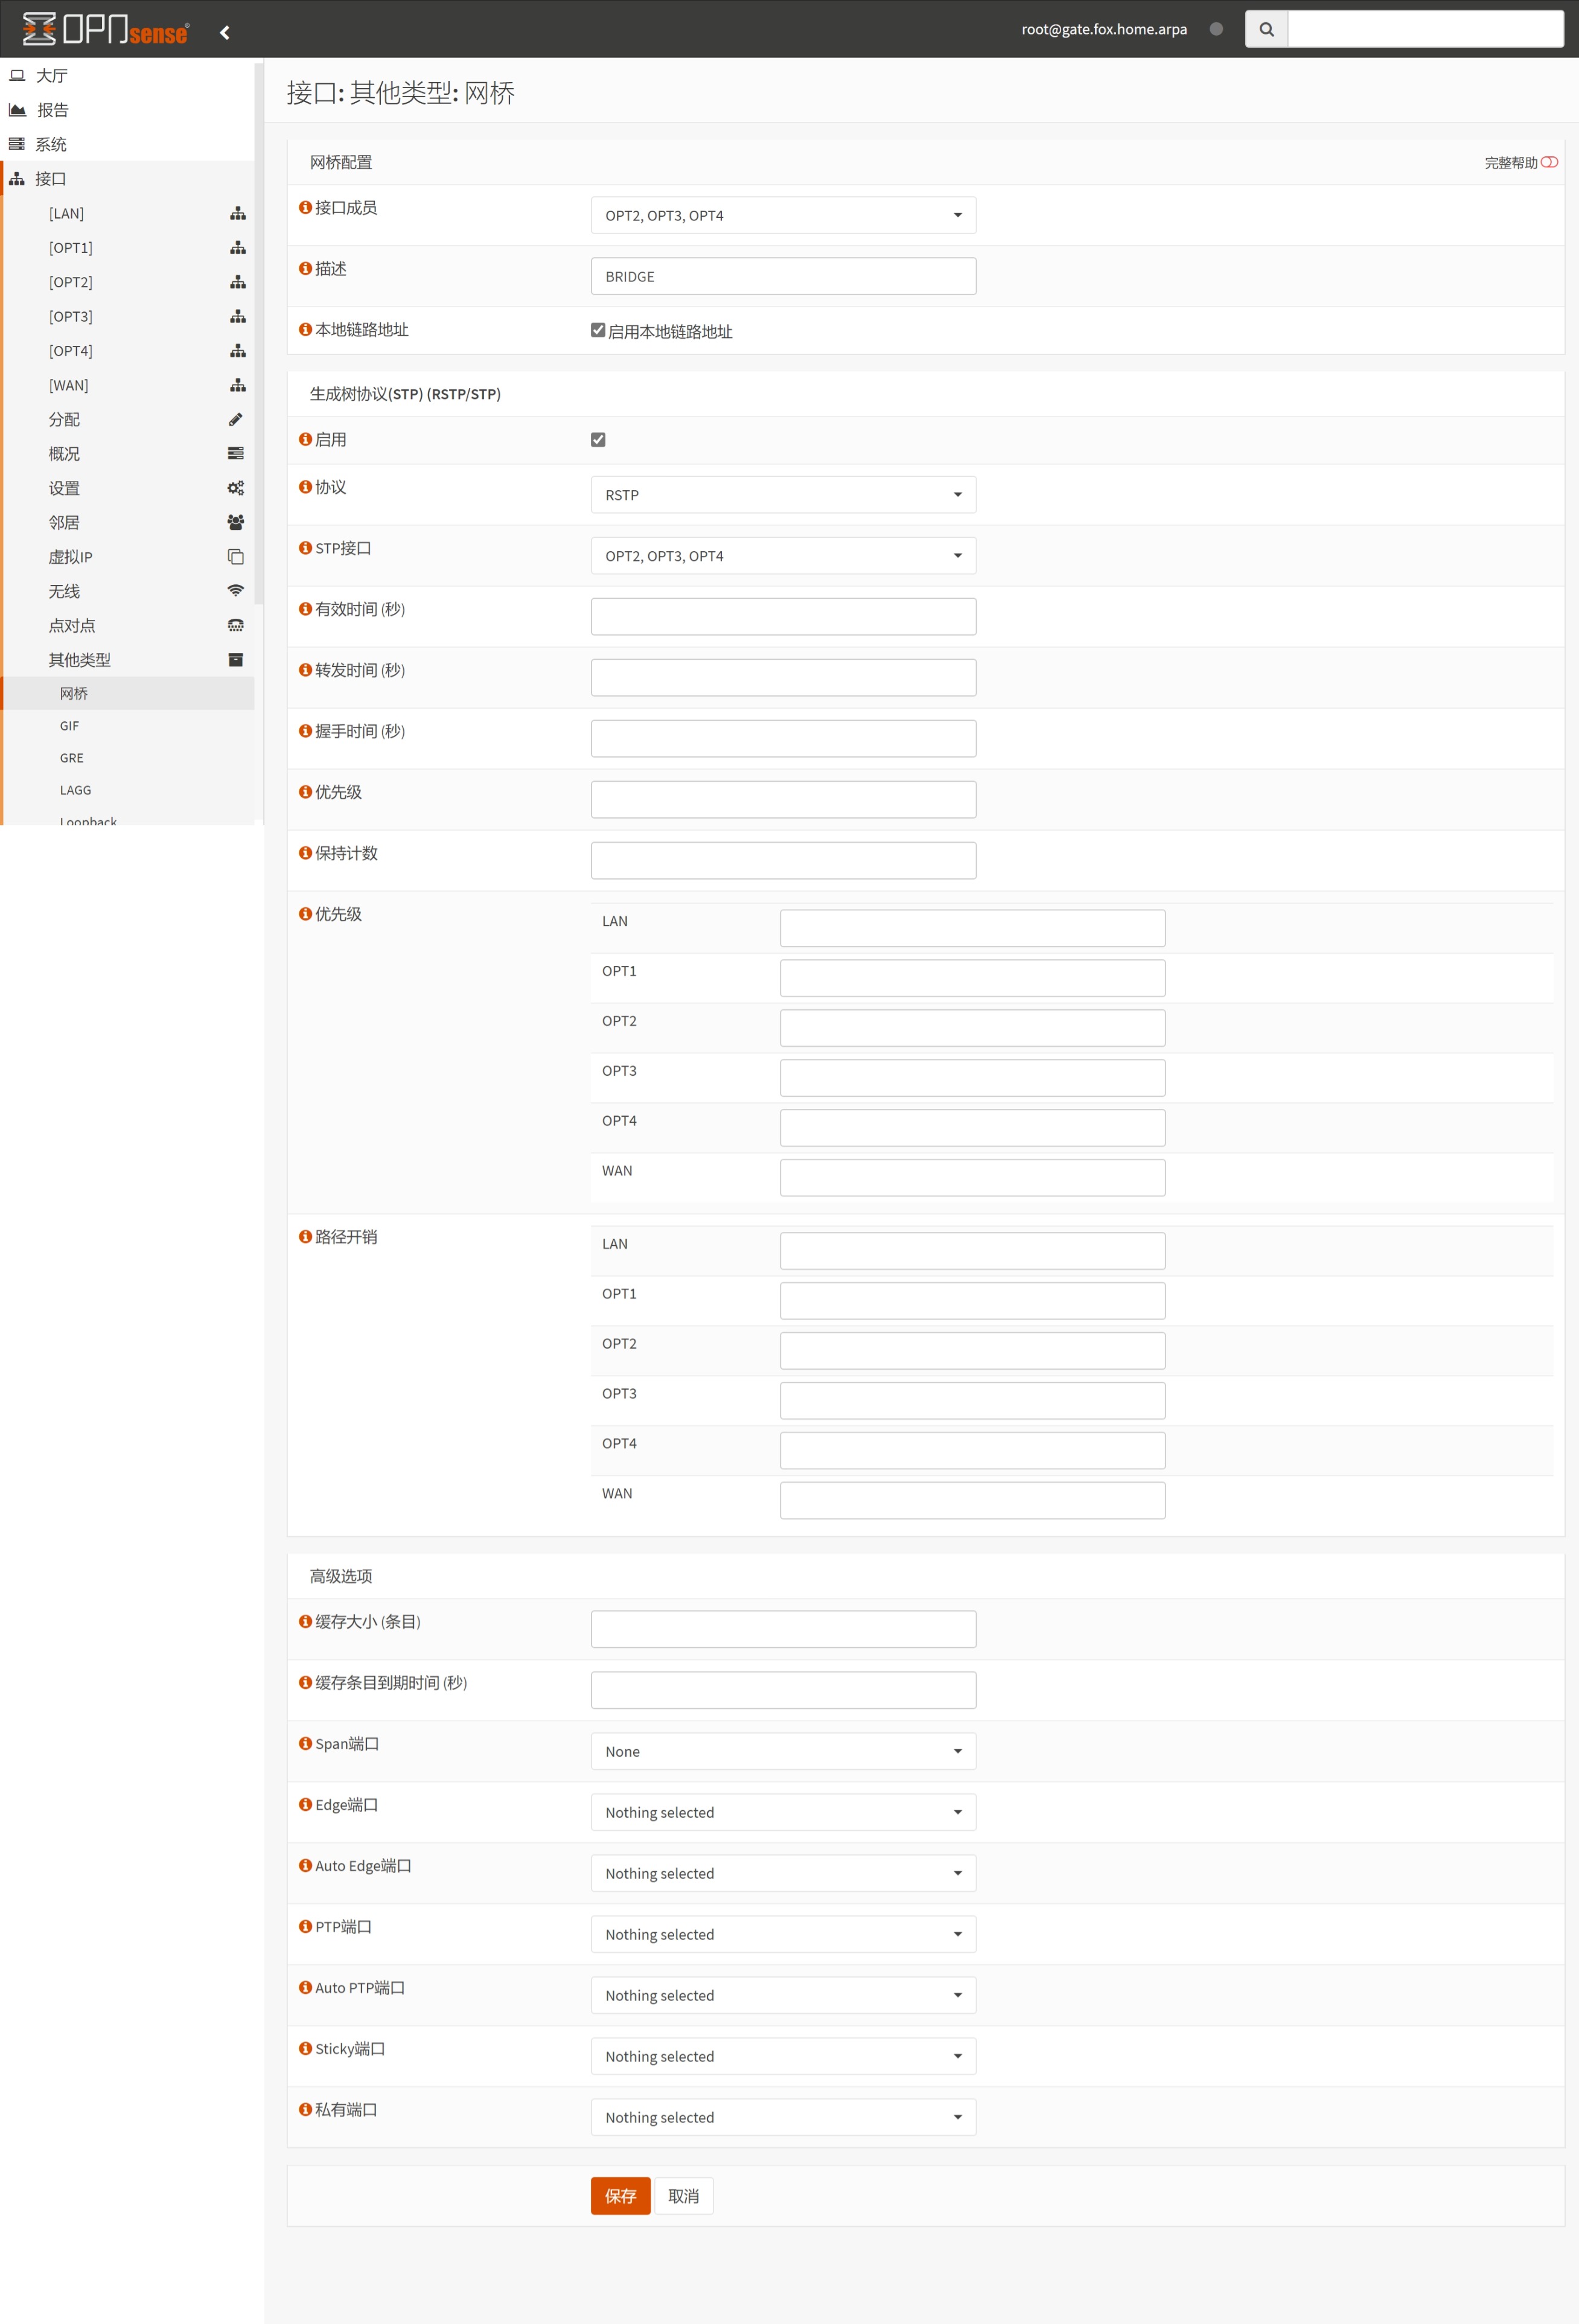 OPNsense®
root@gate.fox.home.arpa
大厅
报告
系统
接口
[LAN]
[OPT1]
[OPT2]
[OPT3]
[OPT4]
[WAN]
分配
概况
设置
邻居
虚拟IP
无线
点对点
其他类型
网桥
GIF
GRE
LAGG
Loopback
接口: 其他类型: 网桥
网桥配置
完整帮助
接口成员
OPT2, OPT3, OPT4
描述
BRIDGE
本地链路地址
启用本地链路地址
生成树协议(STP) (RSTP/STP)
启用
协议
RSTP
STP接口
OPT2, OPT3, OPT4
有效时间 (秒)
转发时间 (秒)
握手时间 (秒)
优先级
保持计数
优先级
LAN
OPT1
OPT2
OPT3
OPT4
WAN
路径开销
LAN
OPT1
OPT2
OPT3
OPT4
WAN
高级选项
缓存大小 (条目)
缓存条目到期时间 (秒)
Span端口
None
Edge端口
Nothing selected
Auto Edge端口
Nothing selected
PTP端口
Nothing selected
Auto PTP端口
Nothing selected
Sticky端口
Nothing selected
私有端口
Nothing selected
保存
取消